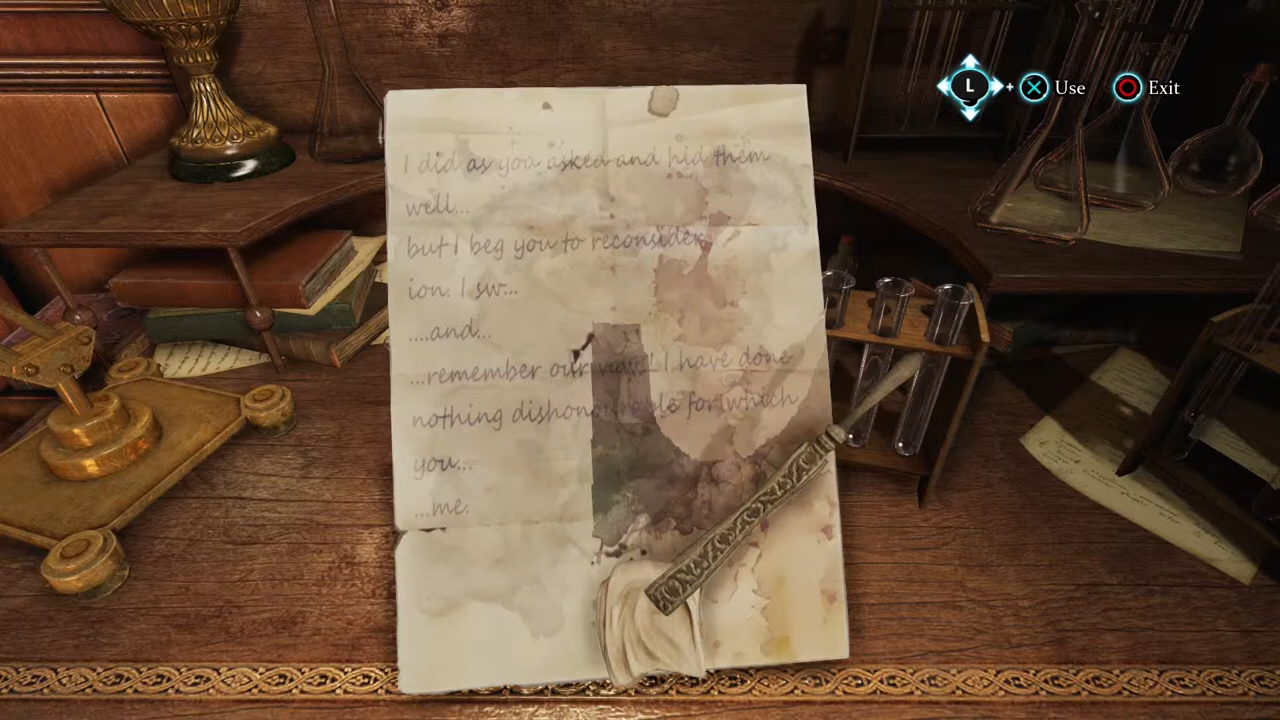 L + Use Exit
I did as you asked and hid them
well...
but I beg you to reconsider.
ion. I sw...
....and...
...remember our vow! I have done
nothing dishonourable for which
you...
...me.